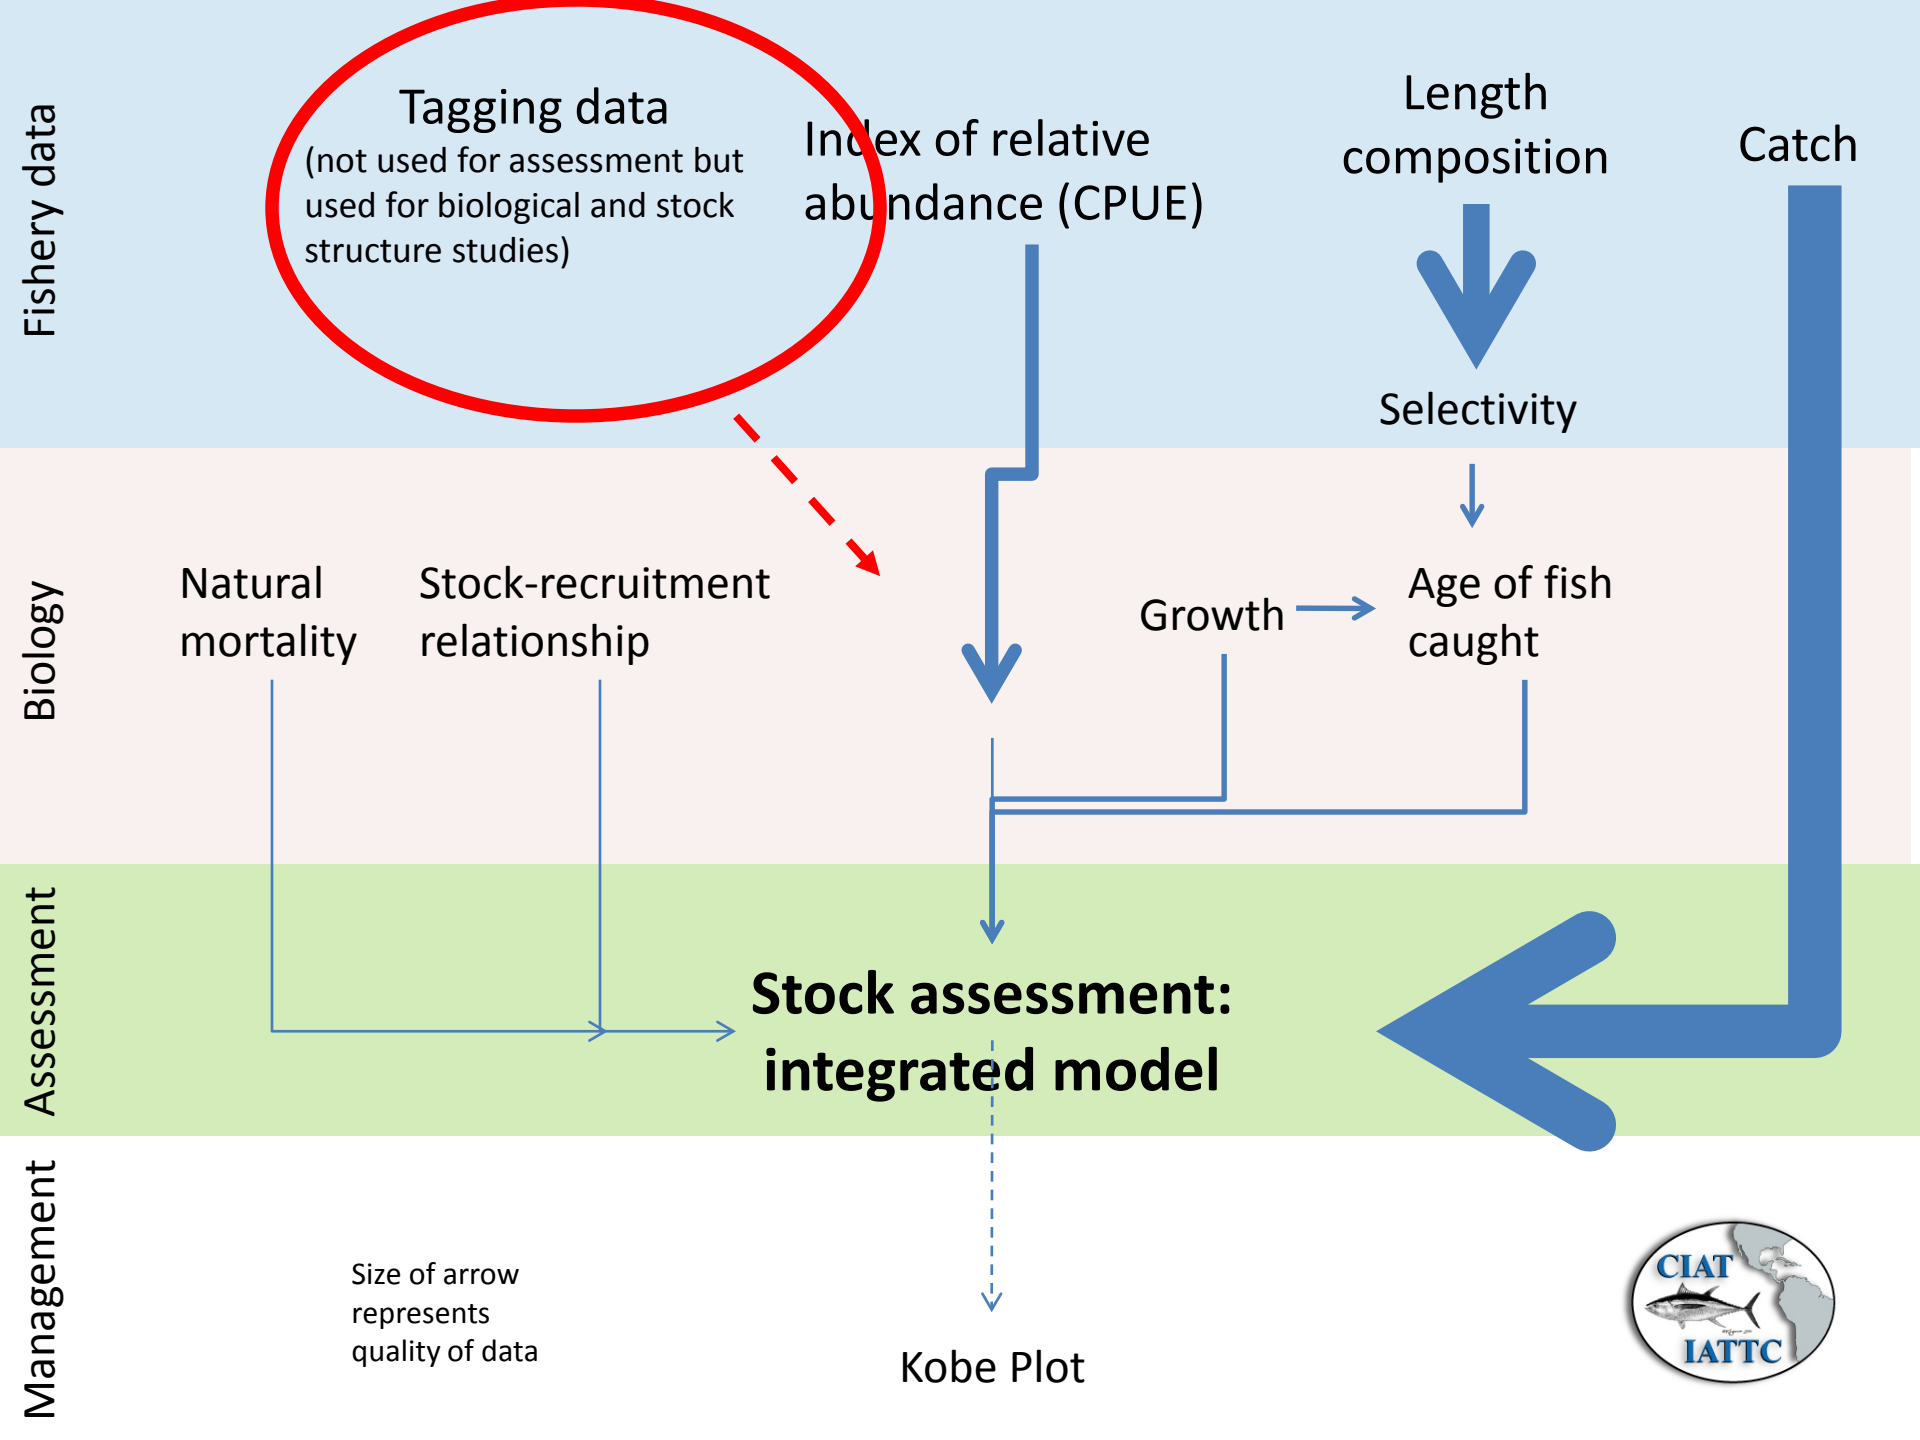 Fishery data
Tagging data
(not used for assessment but
used for biological and stock
structure studies)
Index of relative
abundance (CPUE)
Length
composition
Catch
Selectivity
Biology
Natural
mortality
Stock-recruitment
relationship
Growth
Age of fish
caught
Assessment
Stock assessment:
integrated model
Management
Size of arrow
represents
quality of data
Kobe Plot
CIAT
IATTC